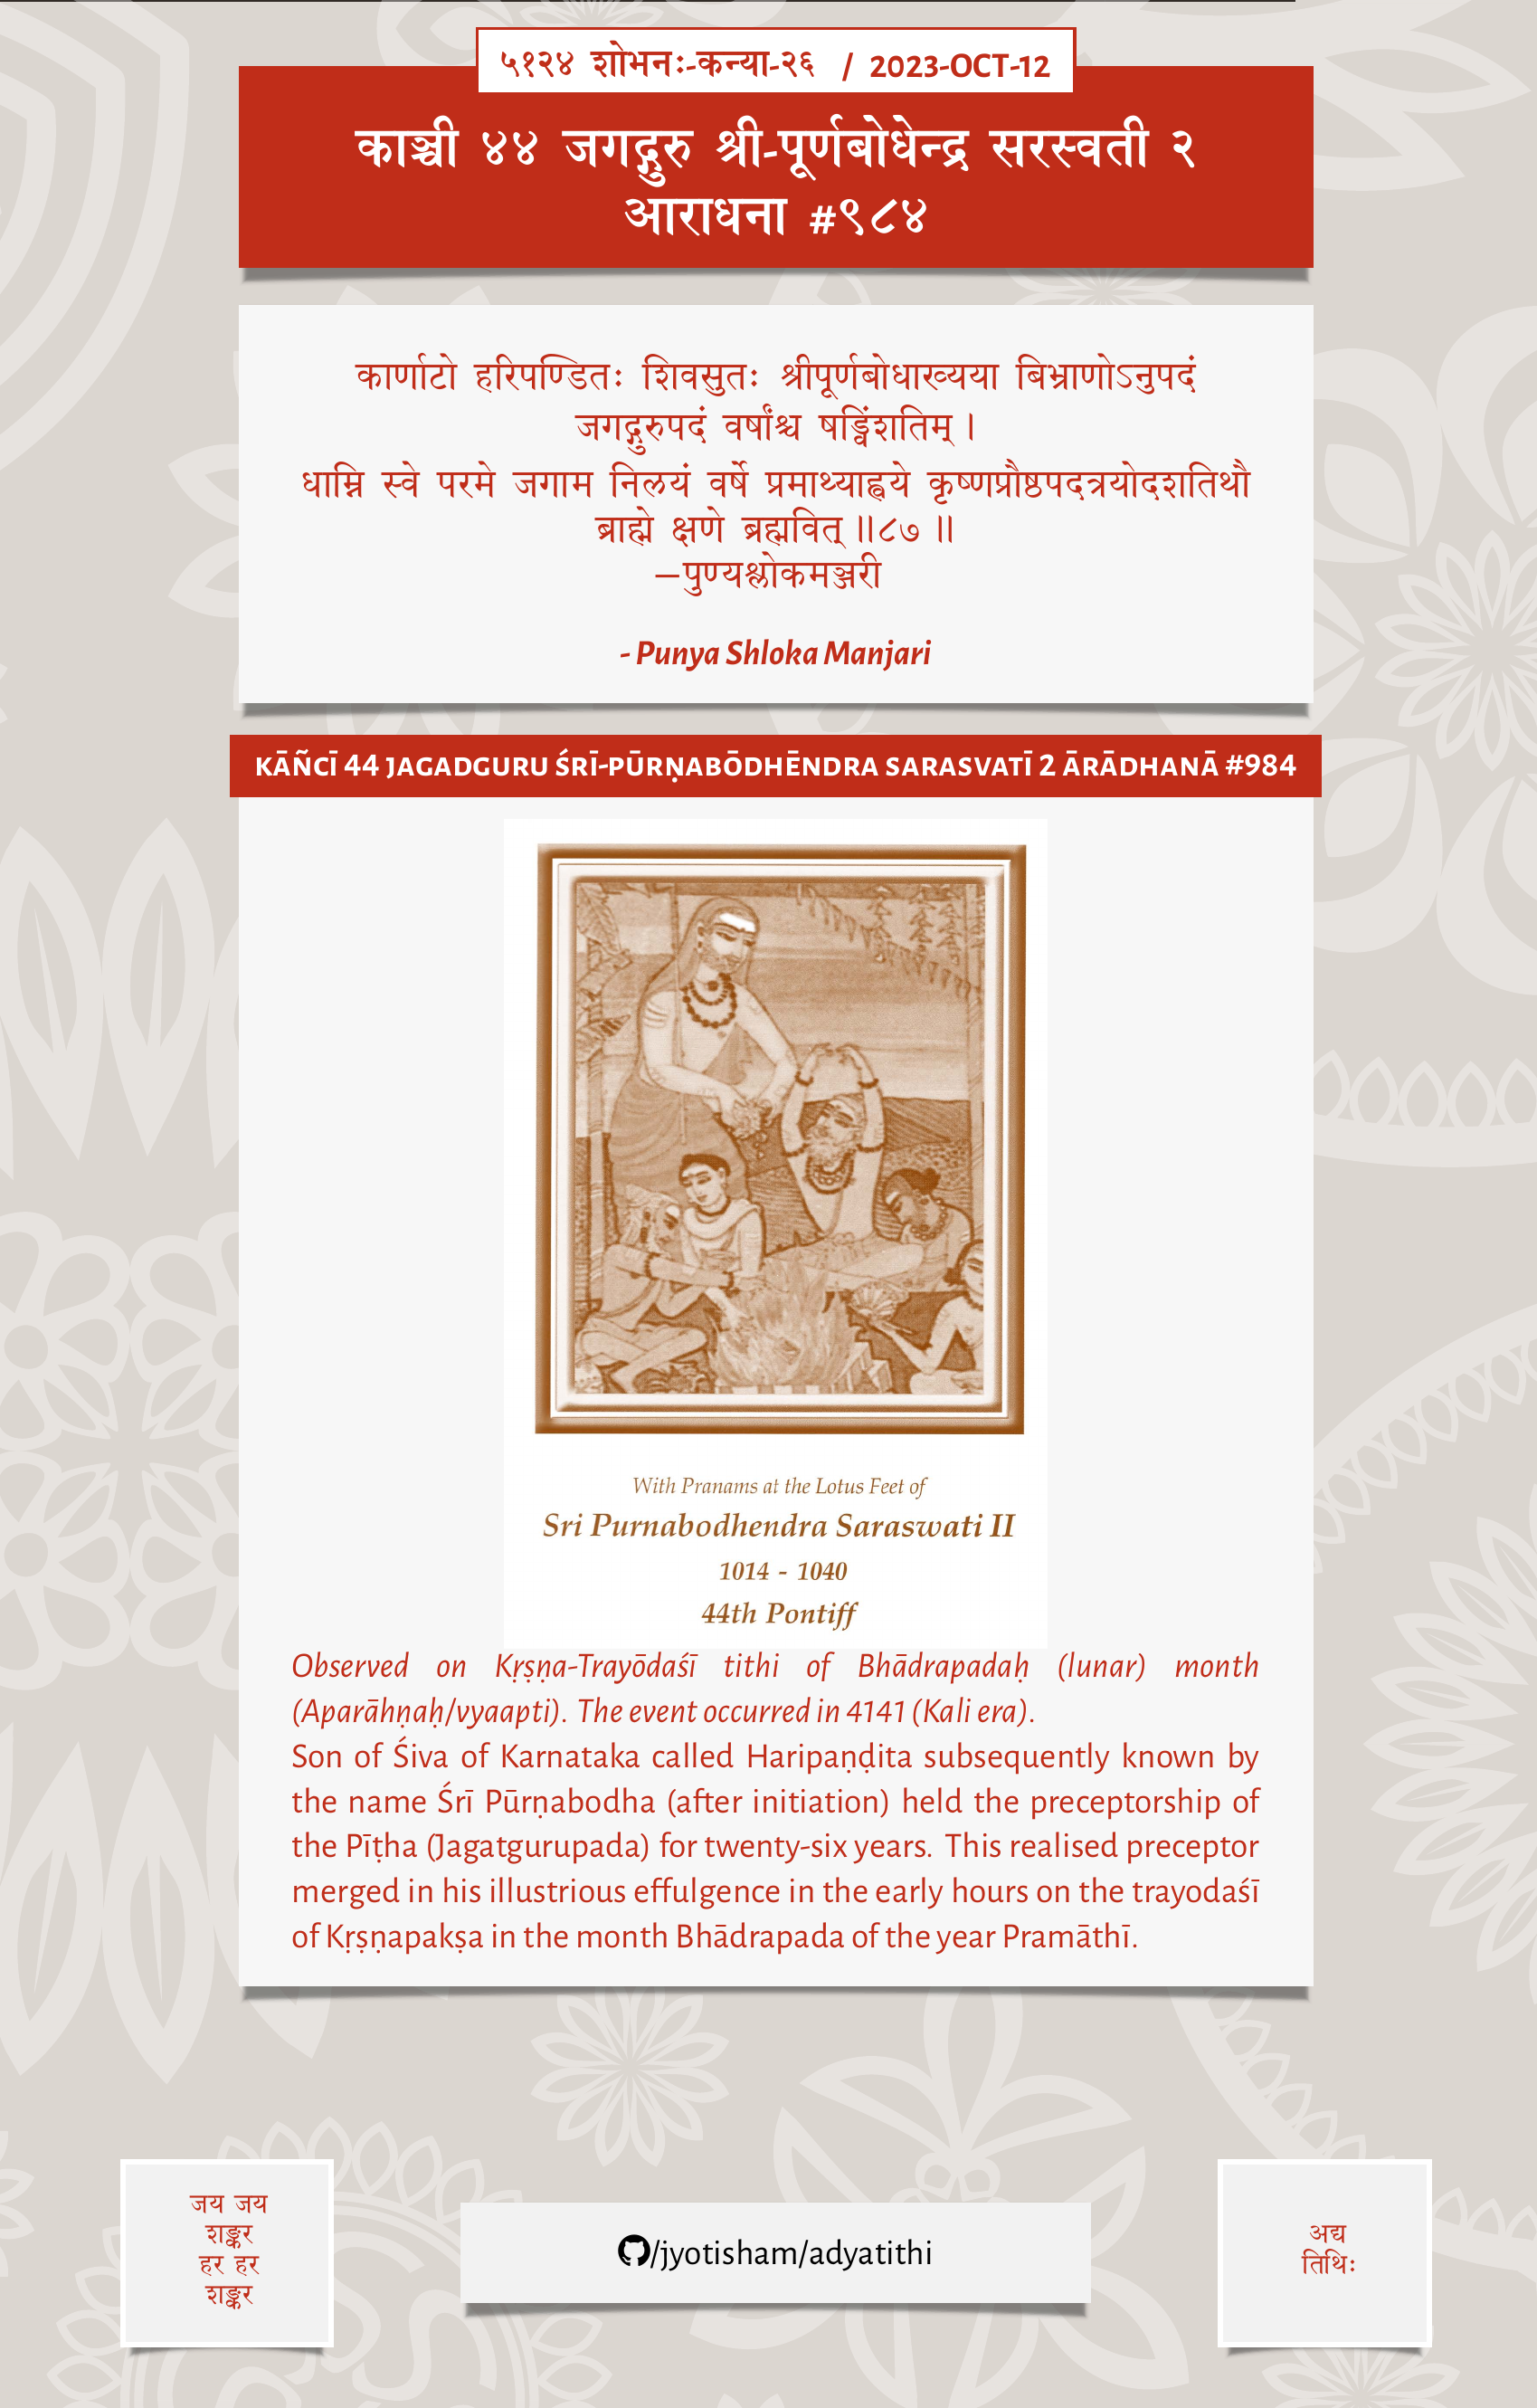 ५१२४ शोभनः-कन्या-२६ / 2023-OCT-12
काञ्ची ४४ जगद्गुरु श्री-पूर्णबोधेन्द्र सरस्वती २
आराधना #९८४
कार्णाटो हरिपण्डितः शिवसुतः श्रीपूर्णबोधाख्यया बिभ्राणोऽनुपदं
जगद्गुरुपदं वर्षांश्च षड्विंशतिम्।
धाम्नि स्वे परमे जगाम निलयं वर्षे प्रमाथ्याह्वये कृष्णप्रौष्ठपदत्रयोदशतिथौ
ब्राह्मे क्षणे ब्रह्मवित्॥८७॥
—पुण्यश्लोकमञ्जरी
- Punya Shloka Manjari
KĀÑCĪ 44 JAGADGURU ŚRĪ-PŪRṆABŌDHĒNDRA SARASVATĪ 2 ĀRĀDHANĀ #984
With Pranams at the Lotus Feet of
Sri Purnabodhendra Saraswati II
1014 - 1040
44th Pontiff
Observed on Kṛṣṇa-Trayōdaśī tithi of Bhādrapadaḥ (lunar) month
(Aparāhṇaḥ/vyaapti). The event occurred in 4141 (Kali era).
Son of Śiva of Karnataka called Haripaṇḍita subsequently known by
the name Śrī Pūrṇabodha (after initiation) held the preceptorship of
the Pīṭha (Jagatgurupada) for twenty-six years. This realised preceptor
merged in his illustrious effulgence in the early hours on the trayodaśī
of Kṛṣṇapakṣa in the month Bhādrapada of the year Pramāthī.
जय जय
शङ्कर
हर हर
शङ्कर
/jyotisham/adyatithi
अद्य
तिथिः